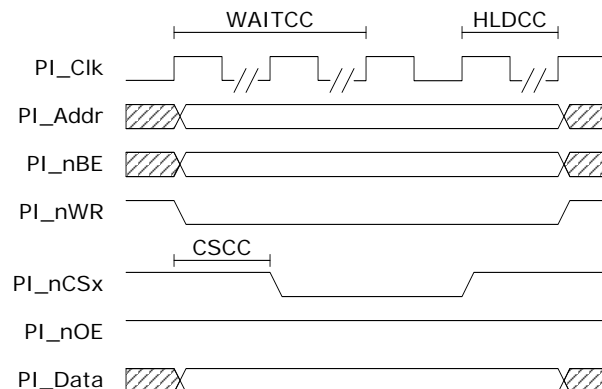 WAITCC HLDCC
PI_Clk
PI_Addr
PI_nBE
PI_nWR
CSCC
PI_nCSx
PI_nOE
PI_Data